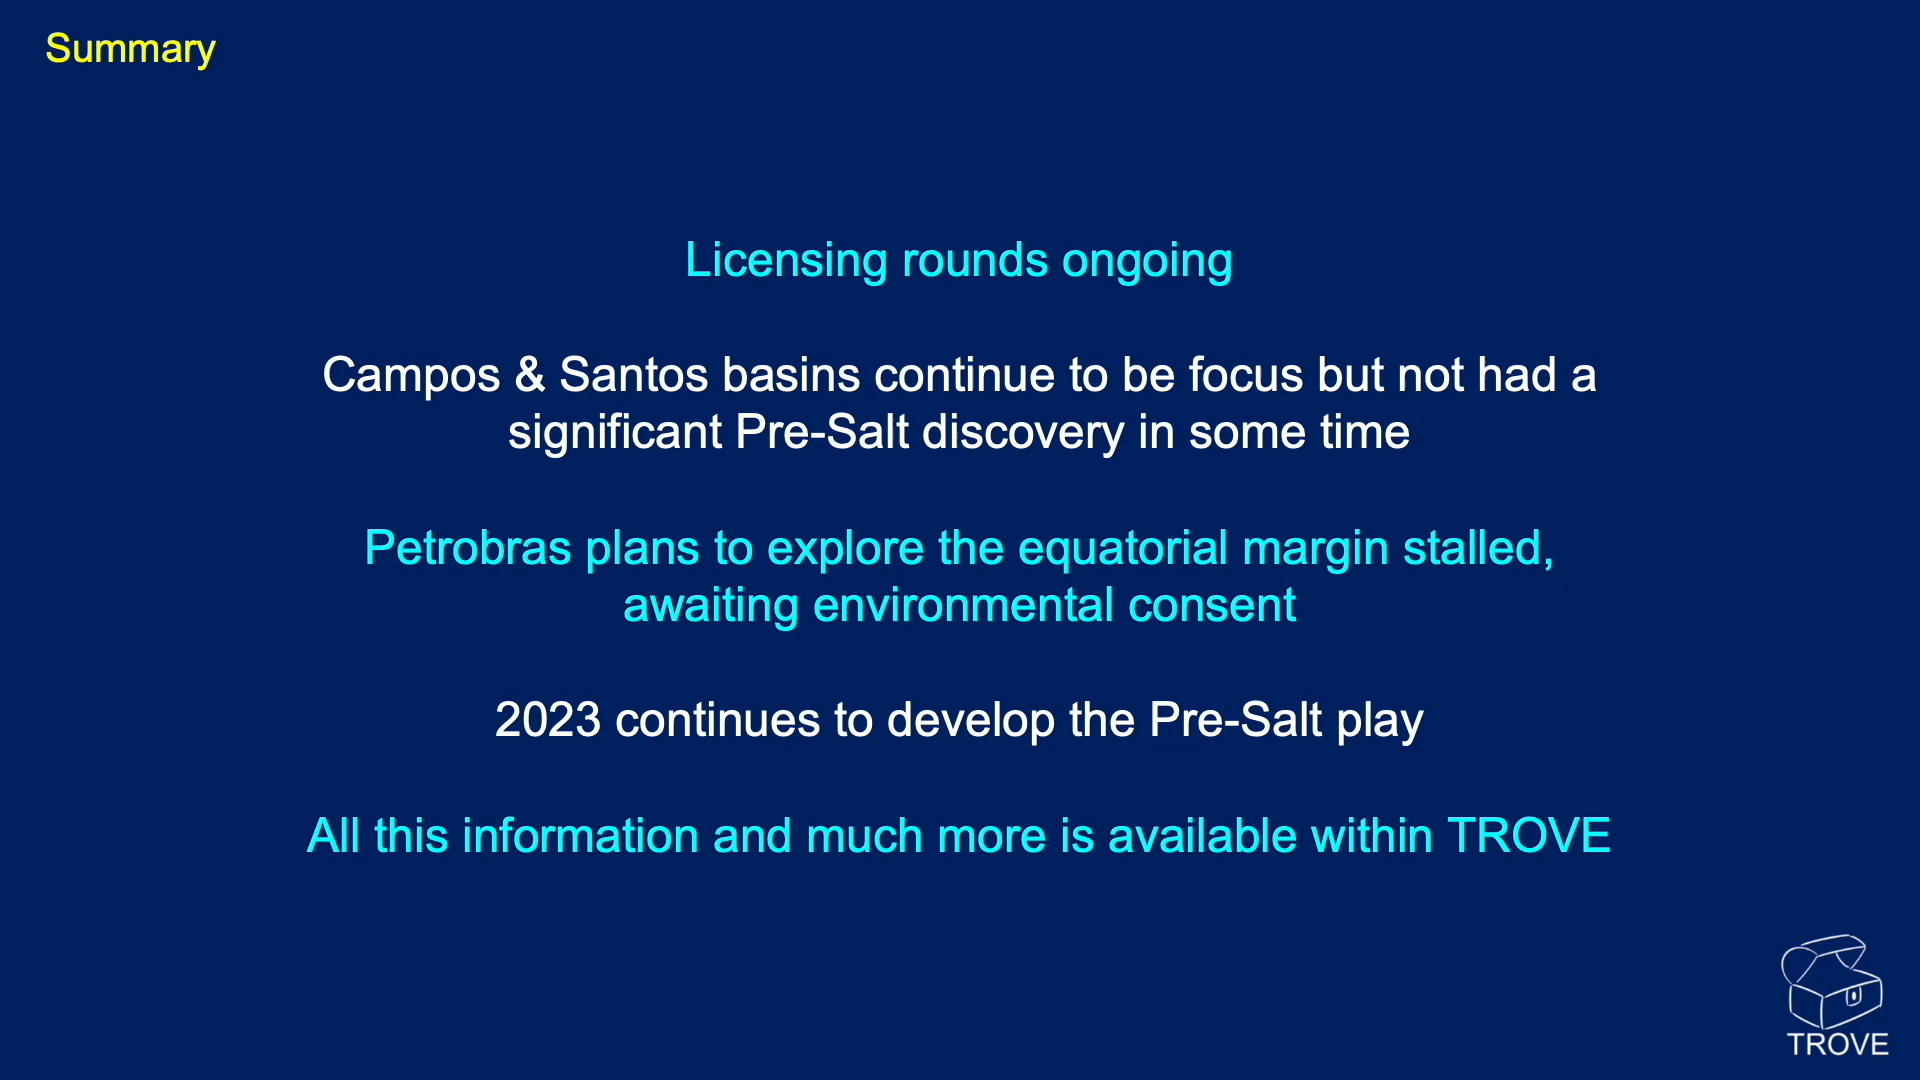 Summary
Licensing rounds ongoing
Campos & Santos basins continue to be focus but not had a
significant Pre-Salt discovery in some time
Petrobras plans to explore the equatorial margin stalled,
awaiting environmental consent
2023 continues to develop the Pre-Salt play
All this information and much more is available within TROVE
TROVE